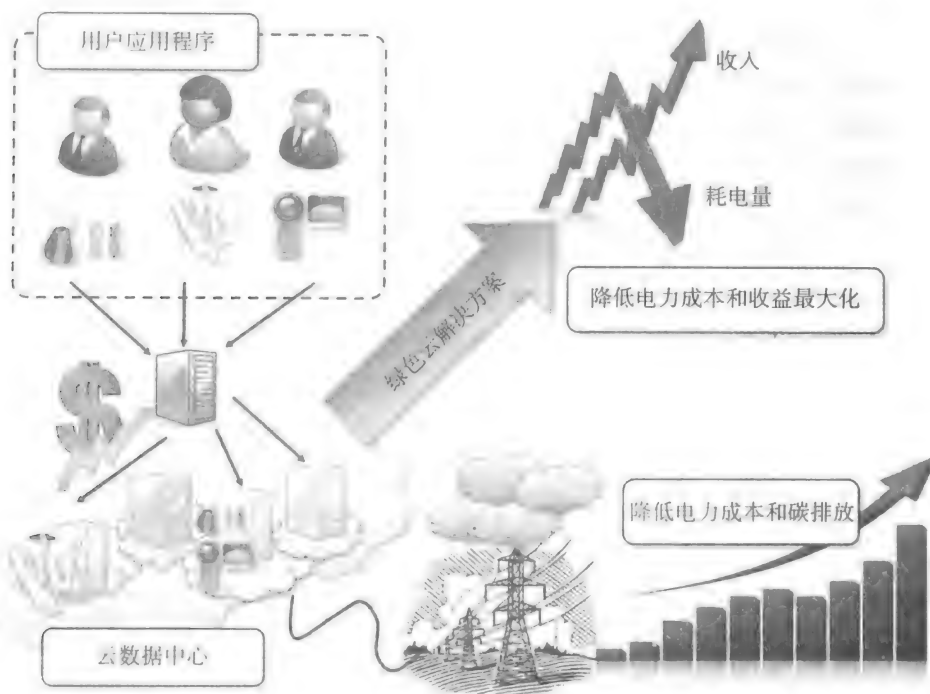 用户应用程序
收入
耗电量
降低电力成本和收益最大化
绿色云解决方案
降低电力成本和碳排放
云数据中心